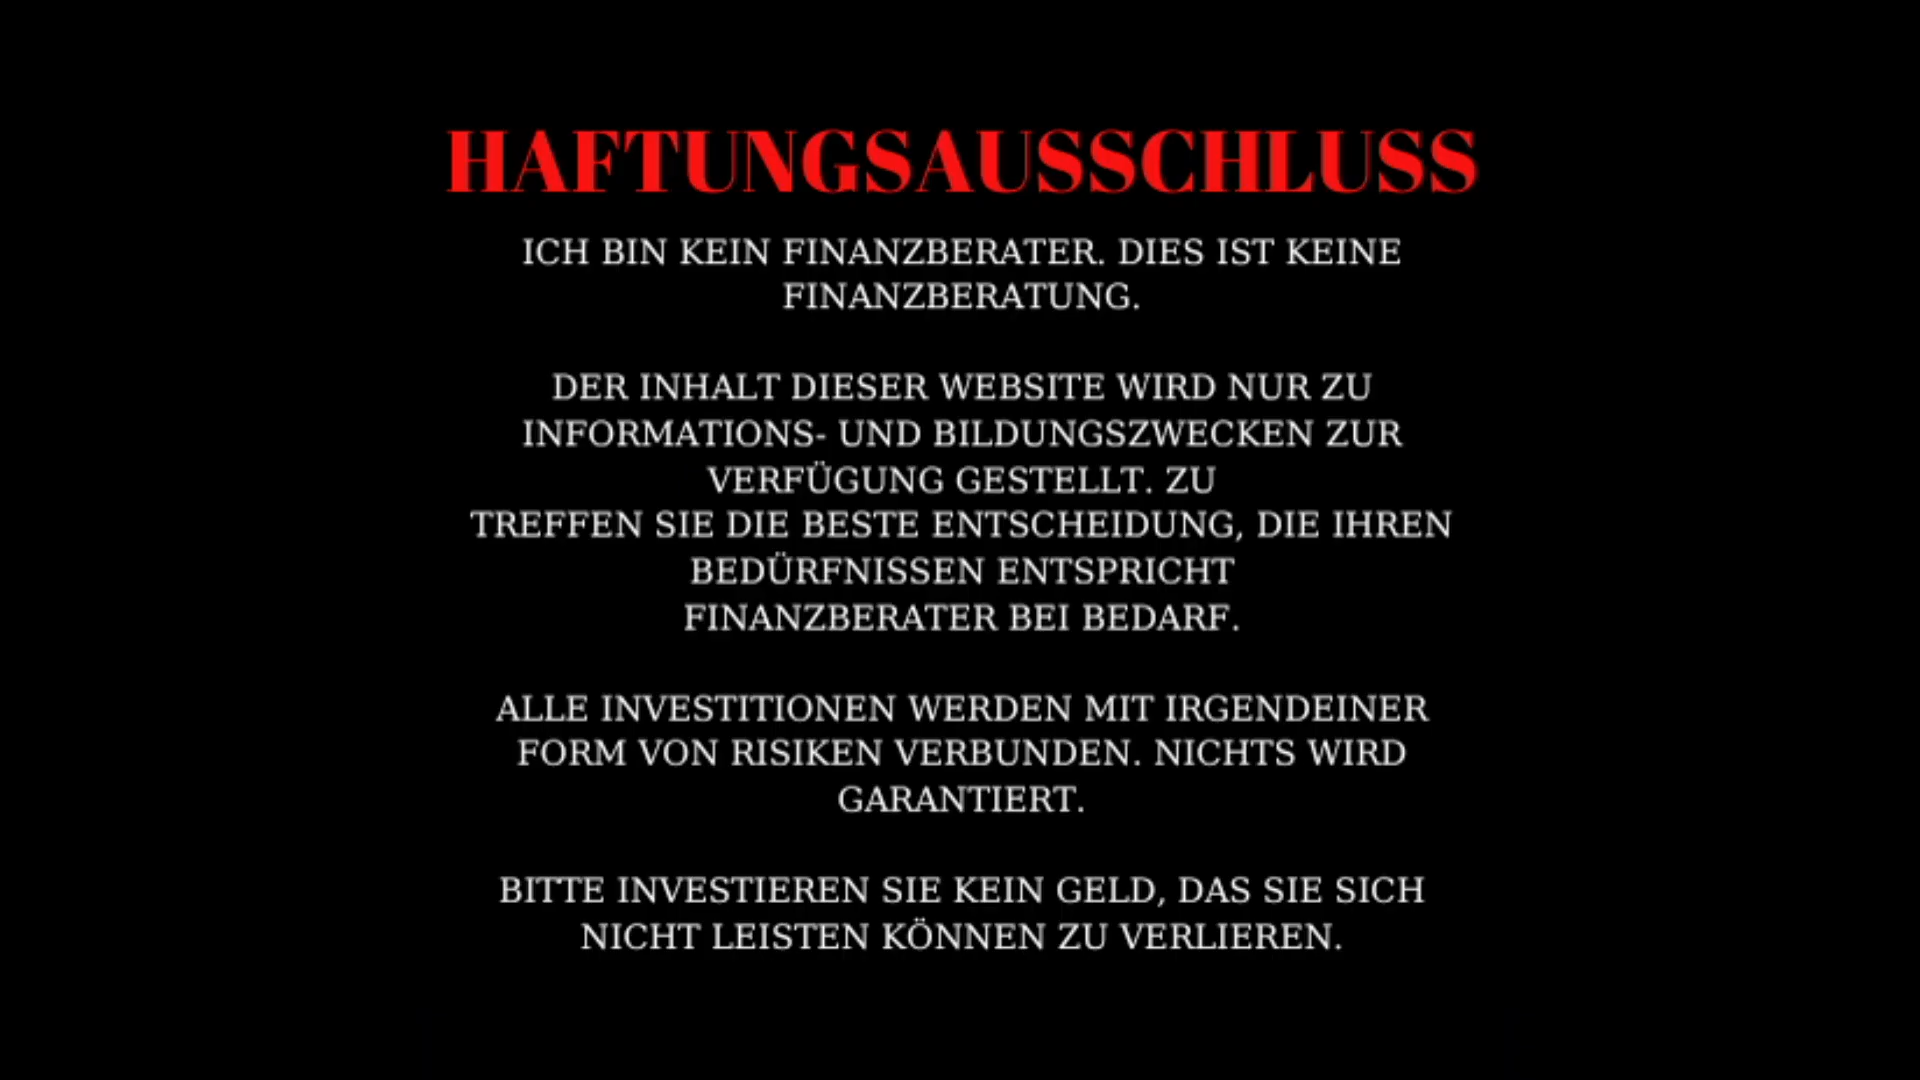 HAFTUNGSAUSSCHLUSS
ICH BIN KEIN FINANZBERATER. DIES IST KEINE
FINANZBERATUNG.
DER INHALT DIESER WEBSITE WIRD NUR ZU
INFORMATIONS- UND BILDUNGSZWECKEN ZUR
VERFÜGUNG GESTELLT. ZU
TREFFEN SIE DIE BESTE ENTSCHEIDUNG, DIE IHREN
BEDÜRFNISSEN ENTSPRICHT
FINANZBERATER BEI BEDARF.
ALLE INVESTITIONEN WERDEN MIT IRGENDEINER
FORM VON RISIKEN VERBUNDEN. NICHTS WIRD
GARANTIERT.
BITTE INVESTIEREN SIE KEIN GELD, DAS SIE SICH
NICHT LEISTEN KÖNNEN ZU VERLIEREN.